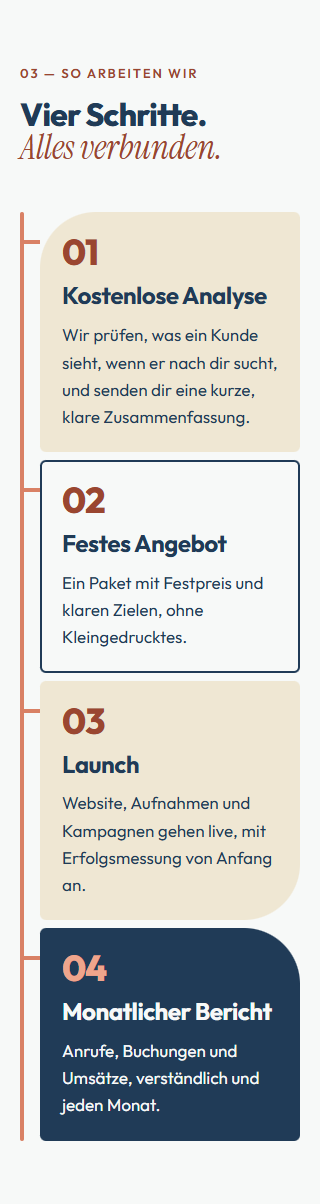 03 — SO ARBEITEN WIR
Vier Schritte.
Alles verbunden.
01
Kostenlose Analyse
Wir prüfen, was ein Kunde
sieht, wenn er nach dir sucht,
und senden dir eine kurze,
klare Zusammenfassung.
02
Festes Angebot
Ein Paket mit Festpreis und
klaren Zielen, ohne
Kleingedrucktes.
03
Launch
Website, Aufnahmen und
Kampagnen gehen live, mit
Erfolgsmessung von Anfang
an.
04
Monatlicher Bericht
Anrufe, Buchungen und
Umsätze, verständlich und
jeden Monat.